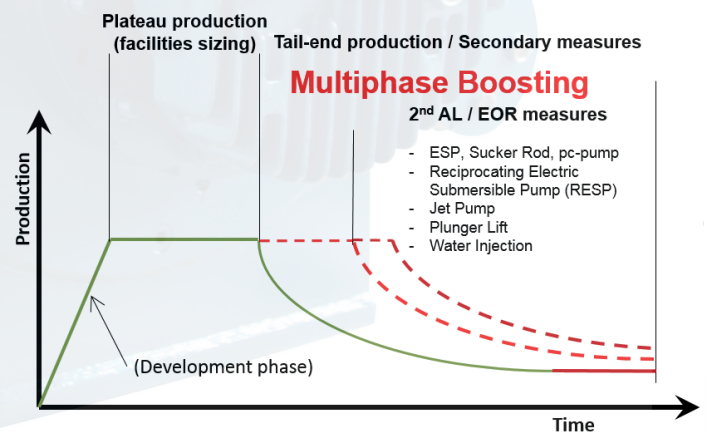 Plateau production
(facilities sizing)
Tail-end production / Secondary measures
Multiphase Boosting
2nd AL / EOR measures
- ESP, Sucker Rod, pc-pump
- Reciprocating Electric
Submersible Pump (RESP)
- Jet Pump
- Plunger Lift
- Water Injection
Production
(Development phase)
Time